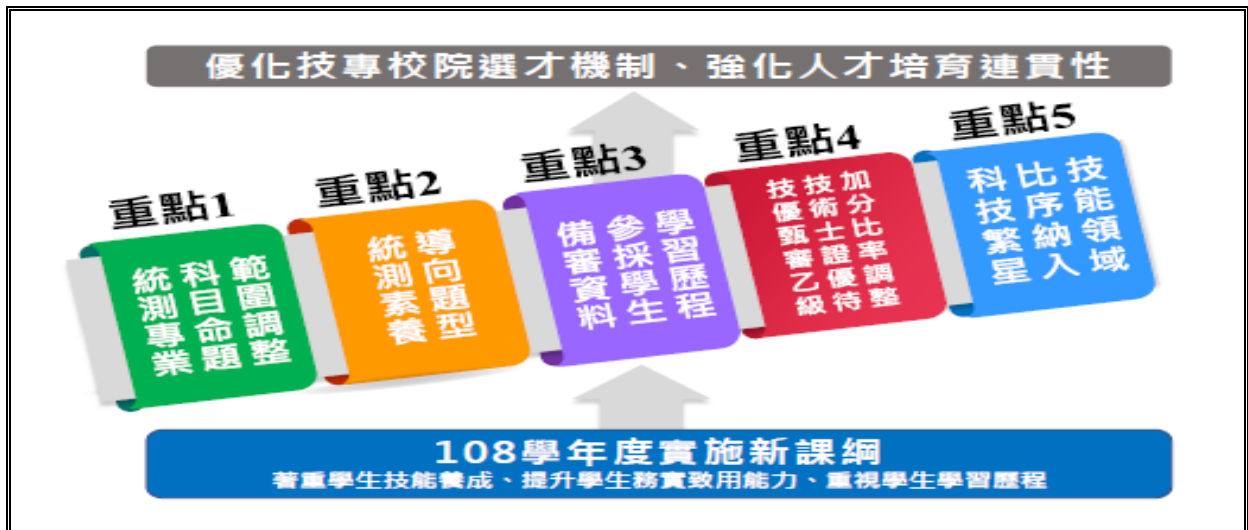 優化技專校院選才機制、強化人才培育連貫性
重點1
統測專業
科目命題
範圍調整
重點2
統測素養
導向題型
重點3
備審資料
參採學生
學習歷程
重點4
技優甄審乙級
技術士證優待
加分比率調整
重點5
科技繁星
比序納入
技能領域
108學年度實施新課綱
著重學生技能養成、提升學生務實致用能力、重視學生學習歷程